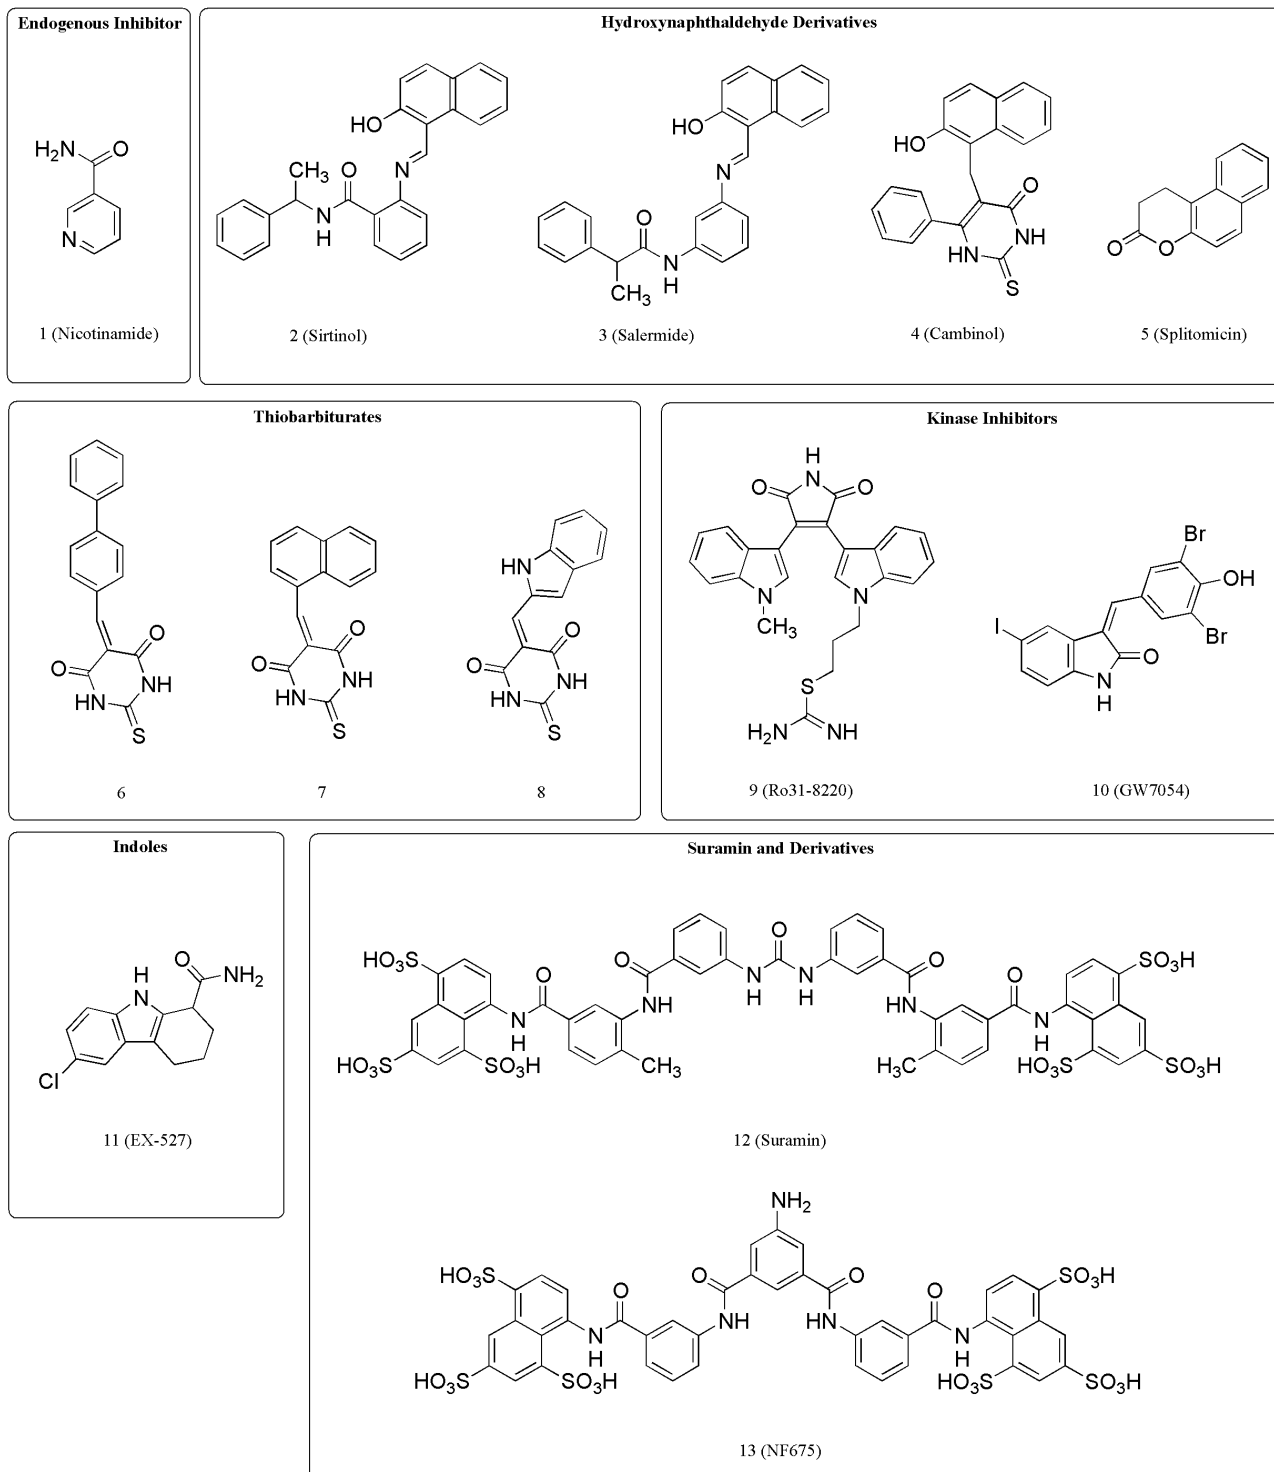 Endogenous Inhibitor
H₂N O
N
1 (Nicotinamide)
Hydroxynaphthaldehyde Derivatives
HO
N
CH₃ O
N
H
2 (Sirtinol)
HO
N
O
N
H
CH₃
3 (Salermide)
HO
O
NH
HN
S
4 (Cambinol)
O O
5 (Splitomicin)
Thiobarbiturates
O
O
NH
HN
S
6
O
O
NH
HN
S
7
HN
O
O
NH
HN
S
8
Kinase Inhibitors
H
N
O O
N N
CH₃
S
H₂N NH
9 (Ro31-8220)
Br
OH
Br
I
O
N
H
10 (GW7054)
Indoles
O
NH₂
H
N
Cl
11 (EX-527)
Suramin and Derivatives
O
HO₃S O O N N O O SO₃H
H H
NH HN
N N
H H
HO₃S SO₃H CH₃ H₃C HO₃S SO₃H
12 (Suramin)
NH₂
HO₃S O O O O SO₃H
N NH HN N
H H
HO₃S SO₃H HO₃S SO₃H
13 (NF675)